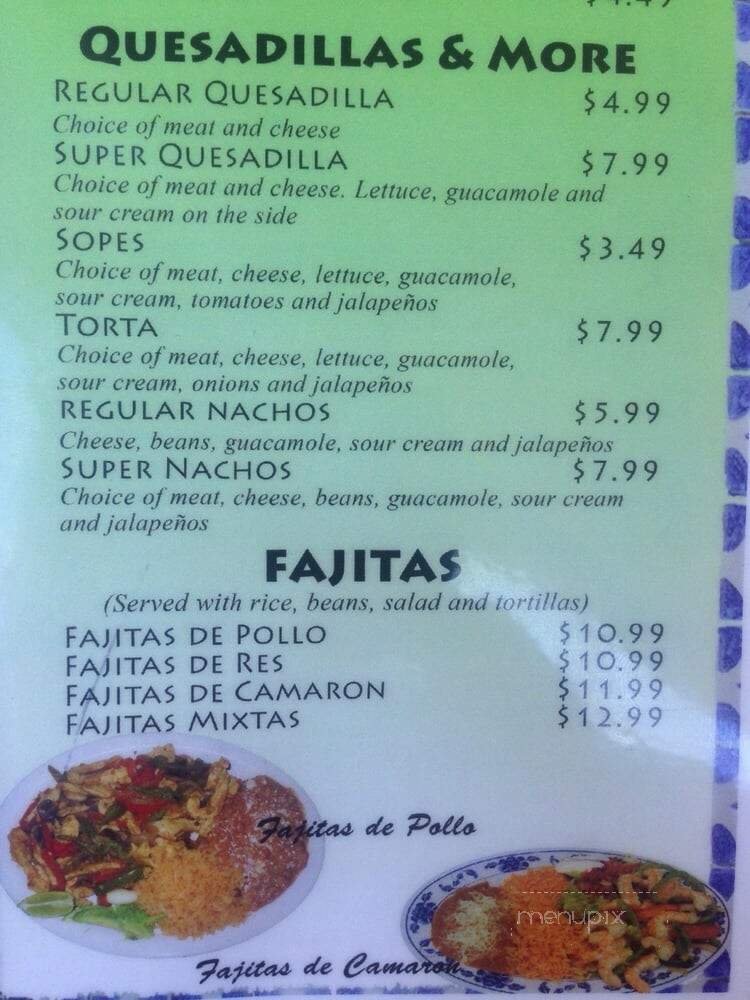 QUESADILLAS & MORE
REGULAR QUESADILLA $4.99
Choice of meat and cheese
SUPER QUESADILLA $7.99
Choice of meat and cheese. Lettuce, guacamole and
sour cream on the side
SOPES $3.49
Choice of meat, cheese, lettuce, guacamole,
sour cream, tomatoes and jalapeños
TORTA $7.99
Choice of meat, cheese, lettuce, guacamole,
sour cream, onions and jalapeños
REGULAR NACHOS $5.99
Cheese, beans, guacamole, sour cream and jalapeños
SUPER NACHOS $7.99
Choice of meat, cheese, beans, guacamole, sour cream
and jalapeños
FAJITAS
(Served with rice, beans, salad and tortillas)
FAJITAS DE POLLO $10.99
FAJITAS DE RES $10.99
FAJITAS DE CAMARON $11.99
FAJITAS MIXTAS $12.99
Fajitas de Pollo
menupix
Fajitas de Camaron